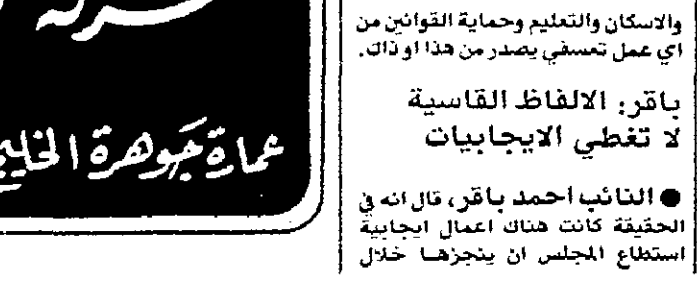 والاسكان والتعليم وحماية القوانين من
اي عمل تعسفي يصدر من هذا او ذاك.
باقر: الالفاظ القاسية
لا تغطي الايجابيات
● النائب احمد باقر، قال انه في
الحقيقة كانت هناك اعمال ايجابية
استطاع المجلس ان ينجزها خلال
عمارة جوهرة الخليج